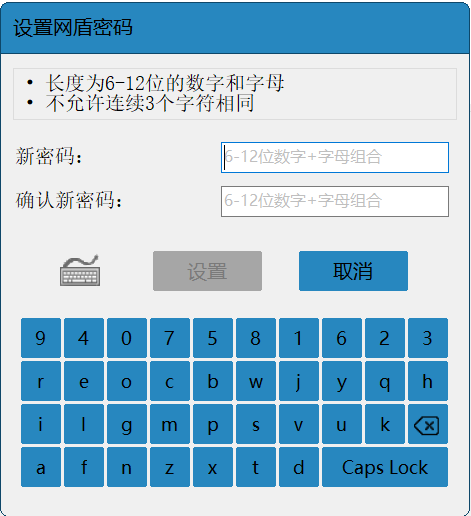 设置网盾密码
• 长度为6-12位的数字和字母
• 不允许连续3个字符相同
新密码：
6-12位数字+字母组合
确认新密码：
6-12位数字+字母组合
设置 取消
9 4 0 7 5 8 1 6 2 3
r e o c b w j y q h
i l g m p s v u k
a f n z x t d Caps Lock